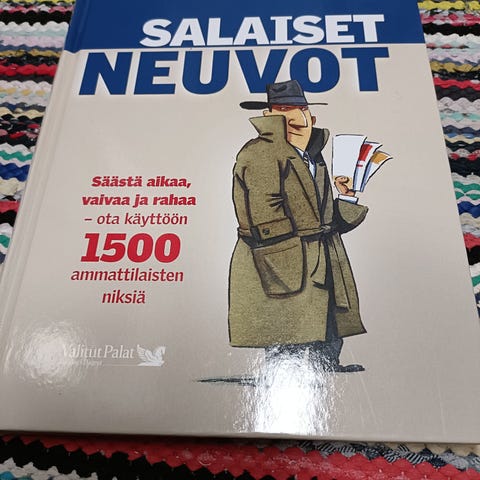 SALAISET
NEUVOT
Säästä aikaa,
vaivaa ja rahaa
– ota käyttöön
1500
ammattilaisten
niksiä
Valitut Palat